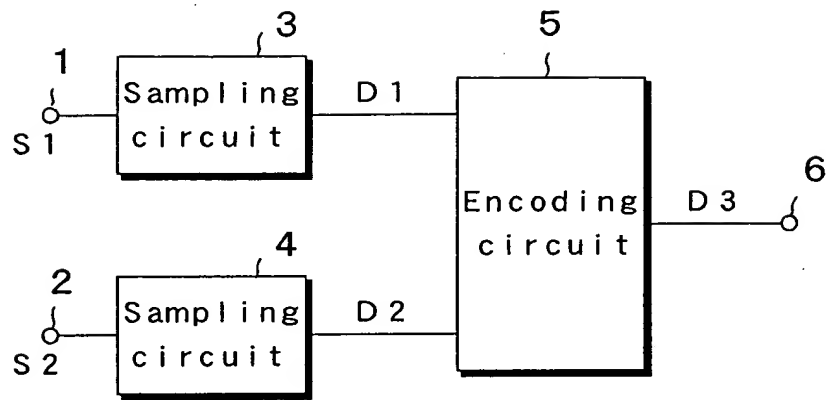 3
1
Sampling
circuit
S1
D1
5
Encoding
circuit
D3
6
4
2
Sampling
circuit
S2
D2